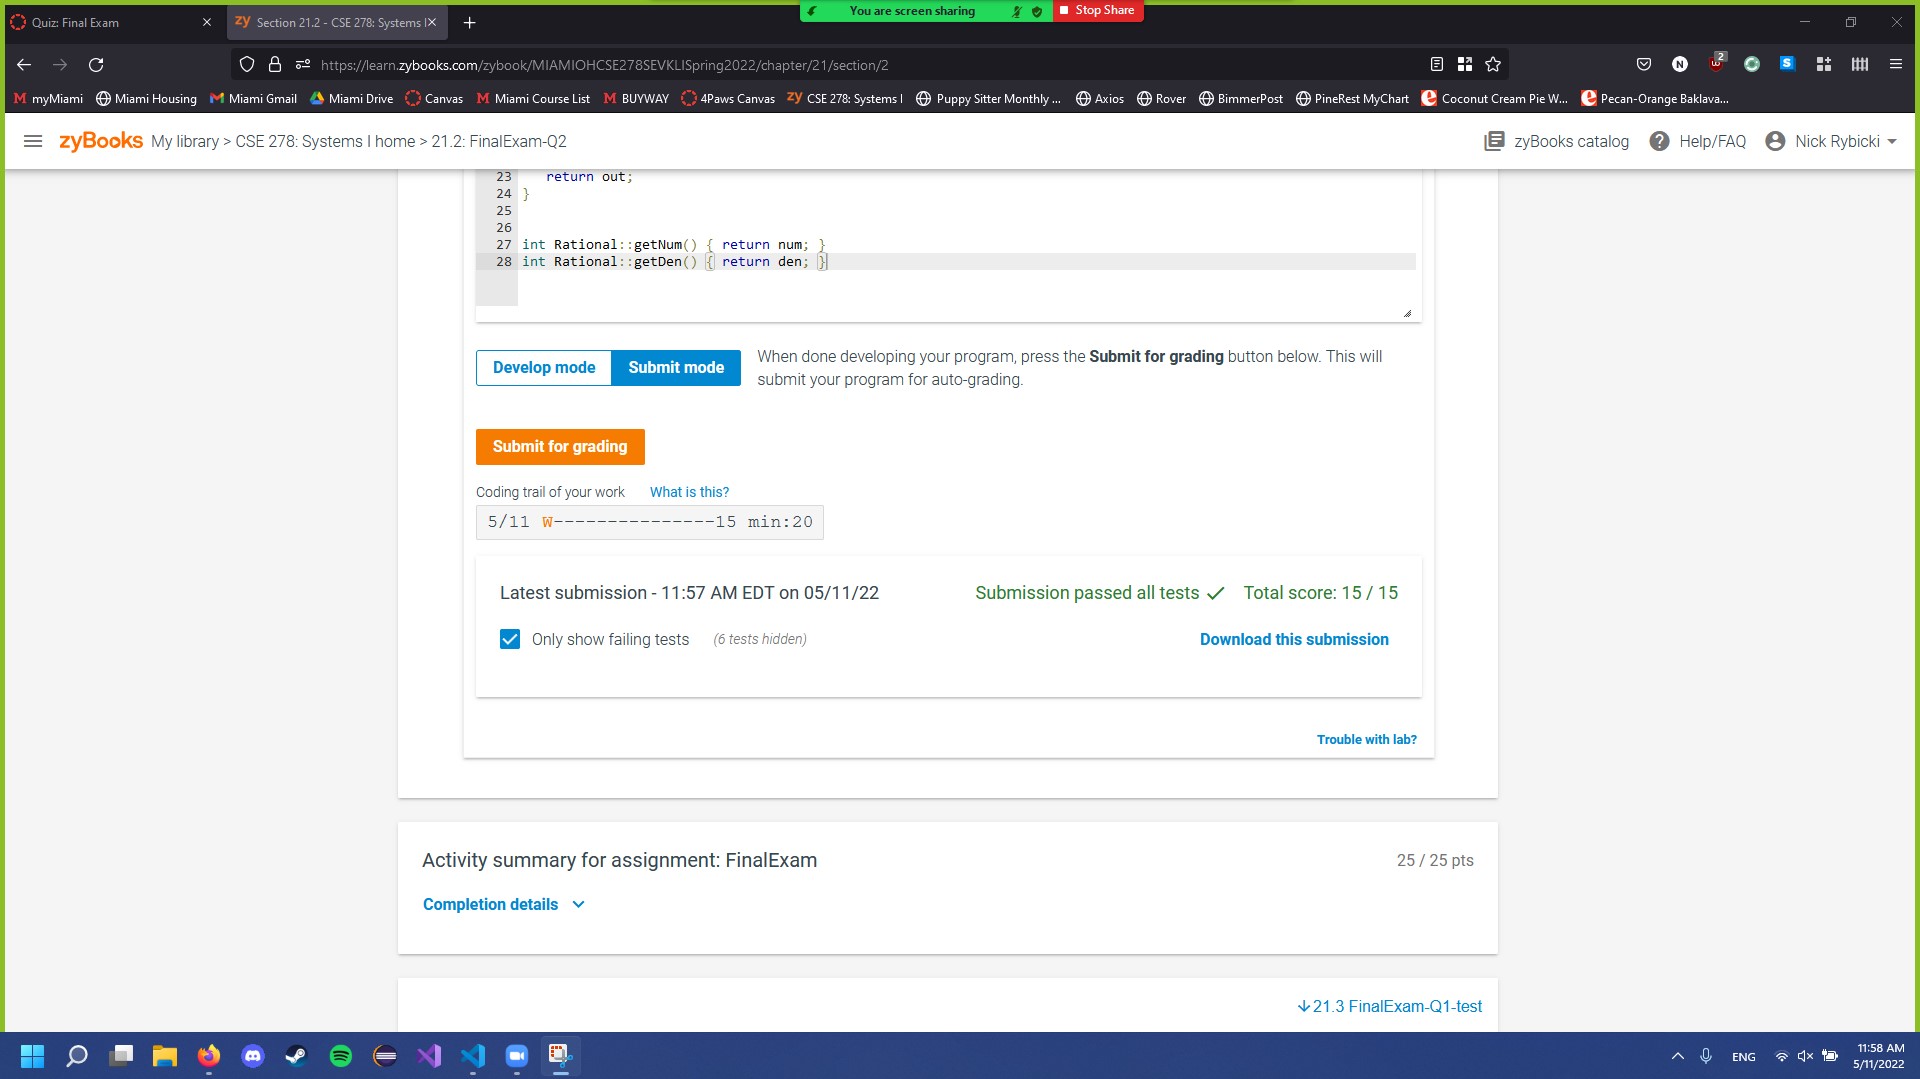 Quiz: Final Exam
zy Section 21.2 - CSE 278: Systems I
You are screen sharing
Stop Share
https://learn.zybooks.com/zybook/MIAMIOHCSE278SEVKLISpring2022/chapter/21/section/2
2
myMiami Miami Housing Miami Gmail Miami Drive Canvas Miami Course List BUYWAY 4Paws Canvas zy CSE 278: Systems I Puppy Sitter Monthly ... Axios Rover BimmerPost PineRest MyChart Coconut Cream Pie W... Pecan-Orange Baklava...
zyBooks My library > CSE 278: Systems I home > 21.2: FinalExam-Q2
zyBooks catalog Help/FAQ Nick Rybicki
23 return out;
24 }
25
26
27 int Rational::getNum() { return num; }
28 int Rational::getDen() { return den; }
Develop mode Submit mode
When done developing your program, press the Submit for grading button below. This will
submit your program for auto-grading.
Submit for grading
Coding trail of your work What is this?
5/11 W---------------15 min:20
Latest submission - 11:57 AM EDT on 05/11/22 Submission passed all tests ✓ Total score: 15 / 15
Only show failing tests (6 tests hidden) Download this submission
Trouble with lab?
Activity summary for assignment: FinalExam 25 / 25 pts
Completion details
↓21.3 FinalExam-Q1-test
ENG
11:58 AM
5/11/2022